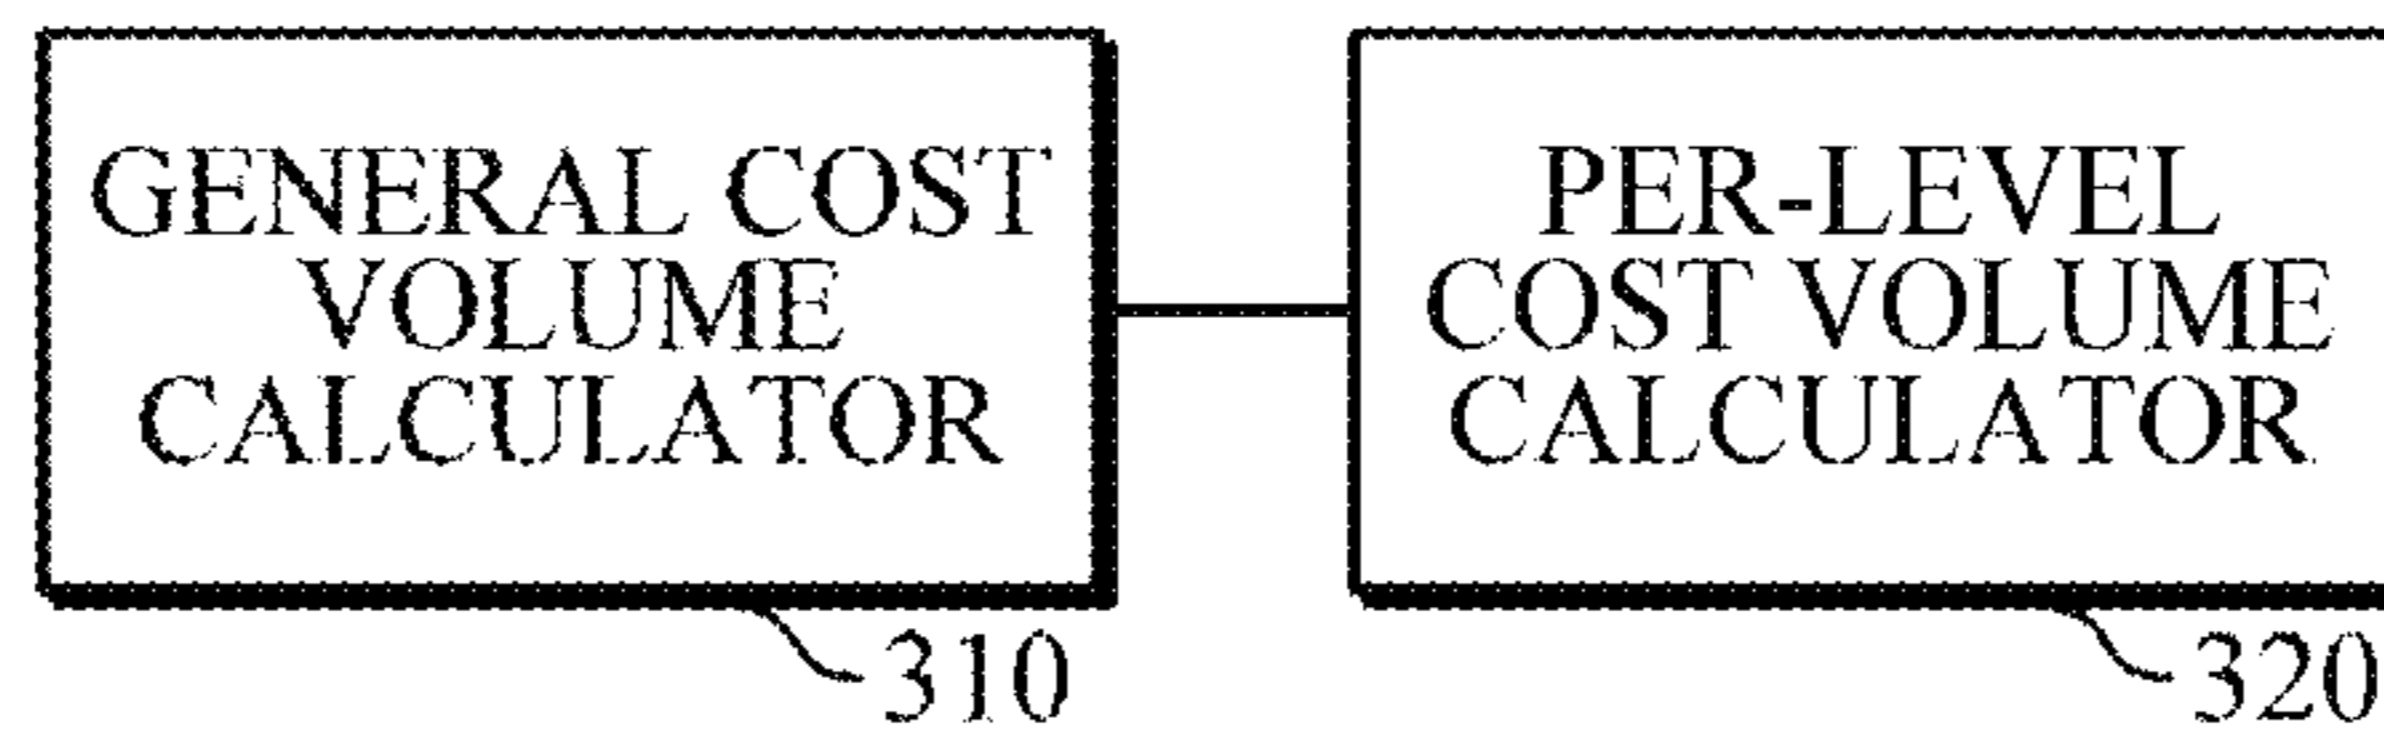 GENERAL COST
VOLUME
CALCULATOR
310
PER-LEVEL
COST VOLUME
CALCULATOR
320